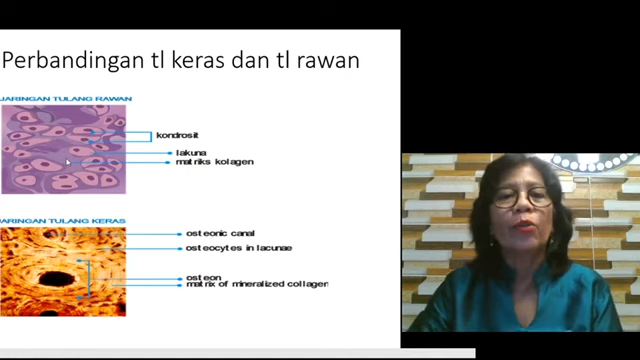 Perbandingan tl keras dan tl rawan
JARINGAN TULANG RAWAN
kondrosit
lakuna
matriks kolagen
JARINGAN TULANG KERAS
osteonic canal
osteocytes in lacunae
osteon
matrix of mineralized collagen